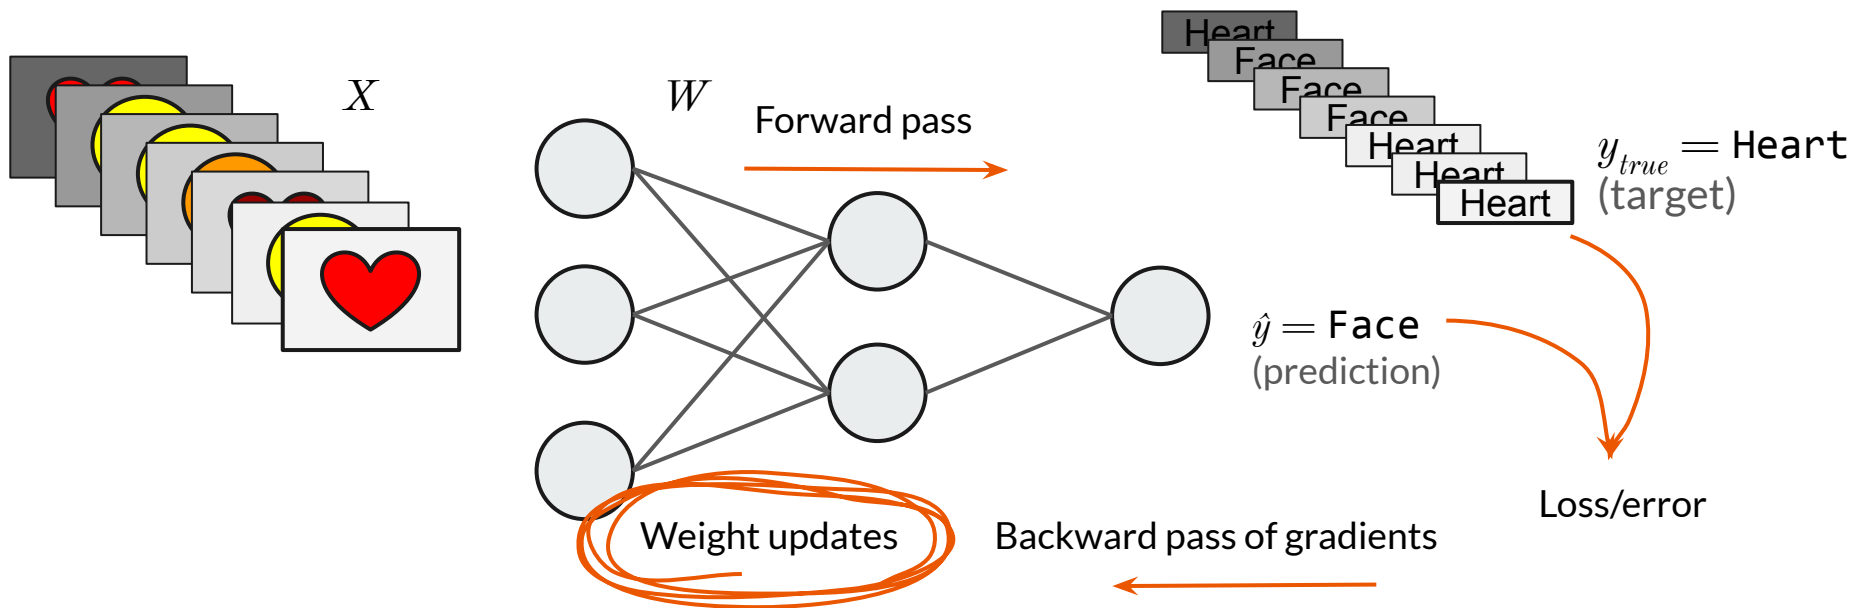 X
W
Forward pass
Heart
Face
Face
Face
Heart
Heart
Heart
y_true = Heart
(target)
ŷ = Face
(prediction)
Loss/error
Weight updates
Backward pass of gradients